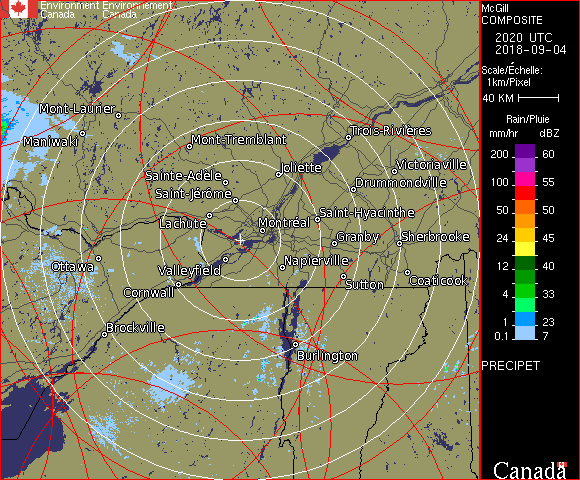 Environment Environnement
Canada Canada
McGill
COMPOSITE
2020 UTC
2018-09-04
Scale/Échelle:
1km/Pixel
40 KM
Rain/Pluie
mm/hr dBZ
200 60
100 55
50 50
24 45
12 40
4 33
1 23
0.1 7
PRECIPET
Canada
Mont-Laurier
Maniwaki
Mont-Tremblant
Trois-Rivières
Sainte-Adèle
Joliette
Victoriaville
Saint-Jérôme
Drummondville
Lachute
Montréal
Saint-Hyacinthe
Granby
Sherbrooke
Ottawa
Valleyfield
Napierville
Cornwall
Sutton
Coaticook
Brockville
Burlington